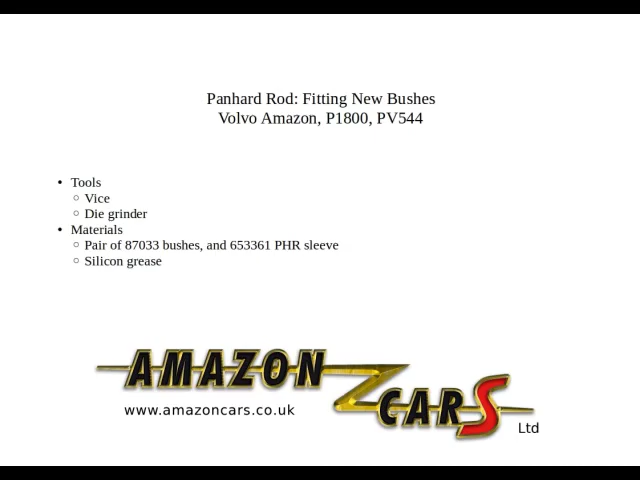 Panhard Rod: Fitting New Bushes
Volvo Amazon, P1800, PV544
• Tools
○ Vice
○ Die grinder
• Materials
○ Pair of 87033 bushes, and 653361 PHR sleeve
○ Silicon grease
AMAZON
CARS
www.amazoncars.co.uk
Ltd